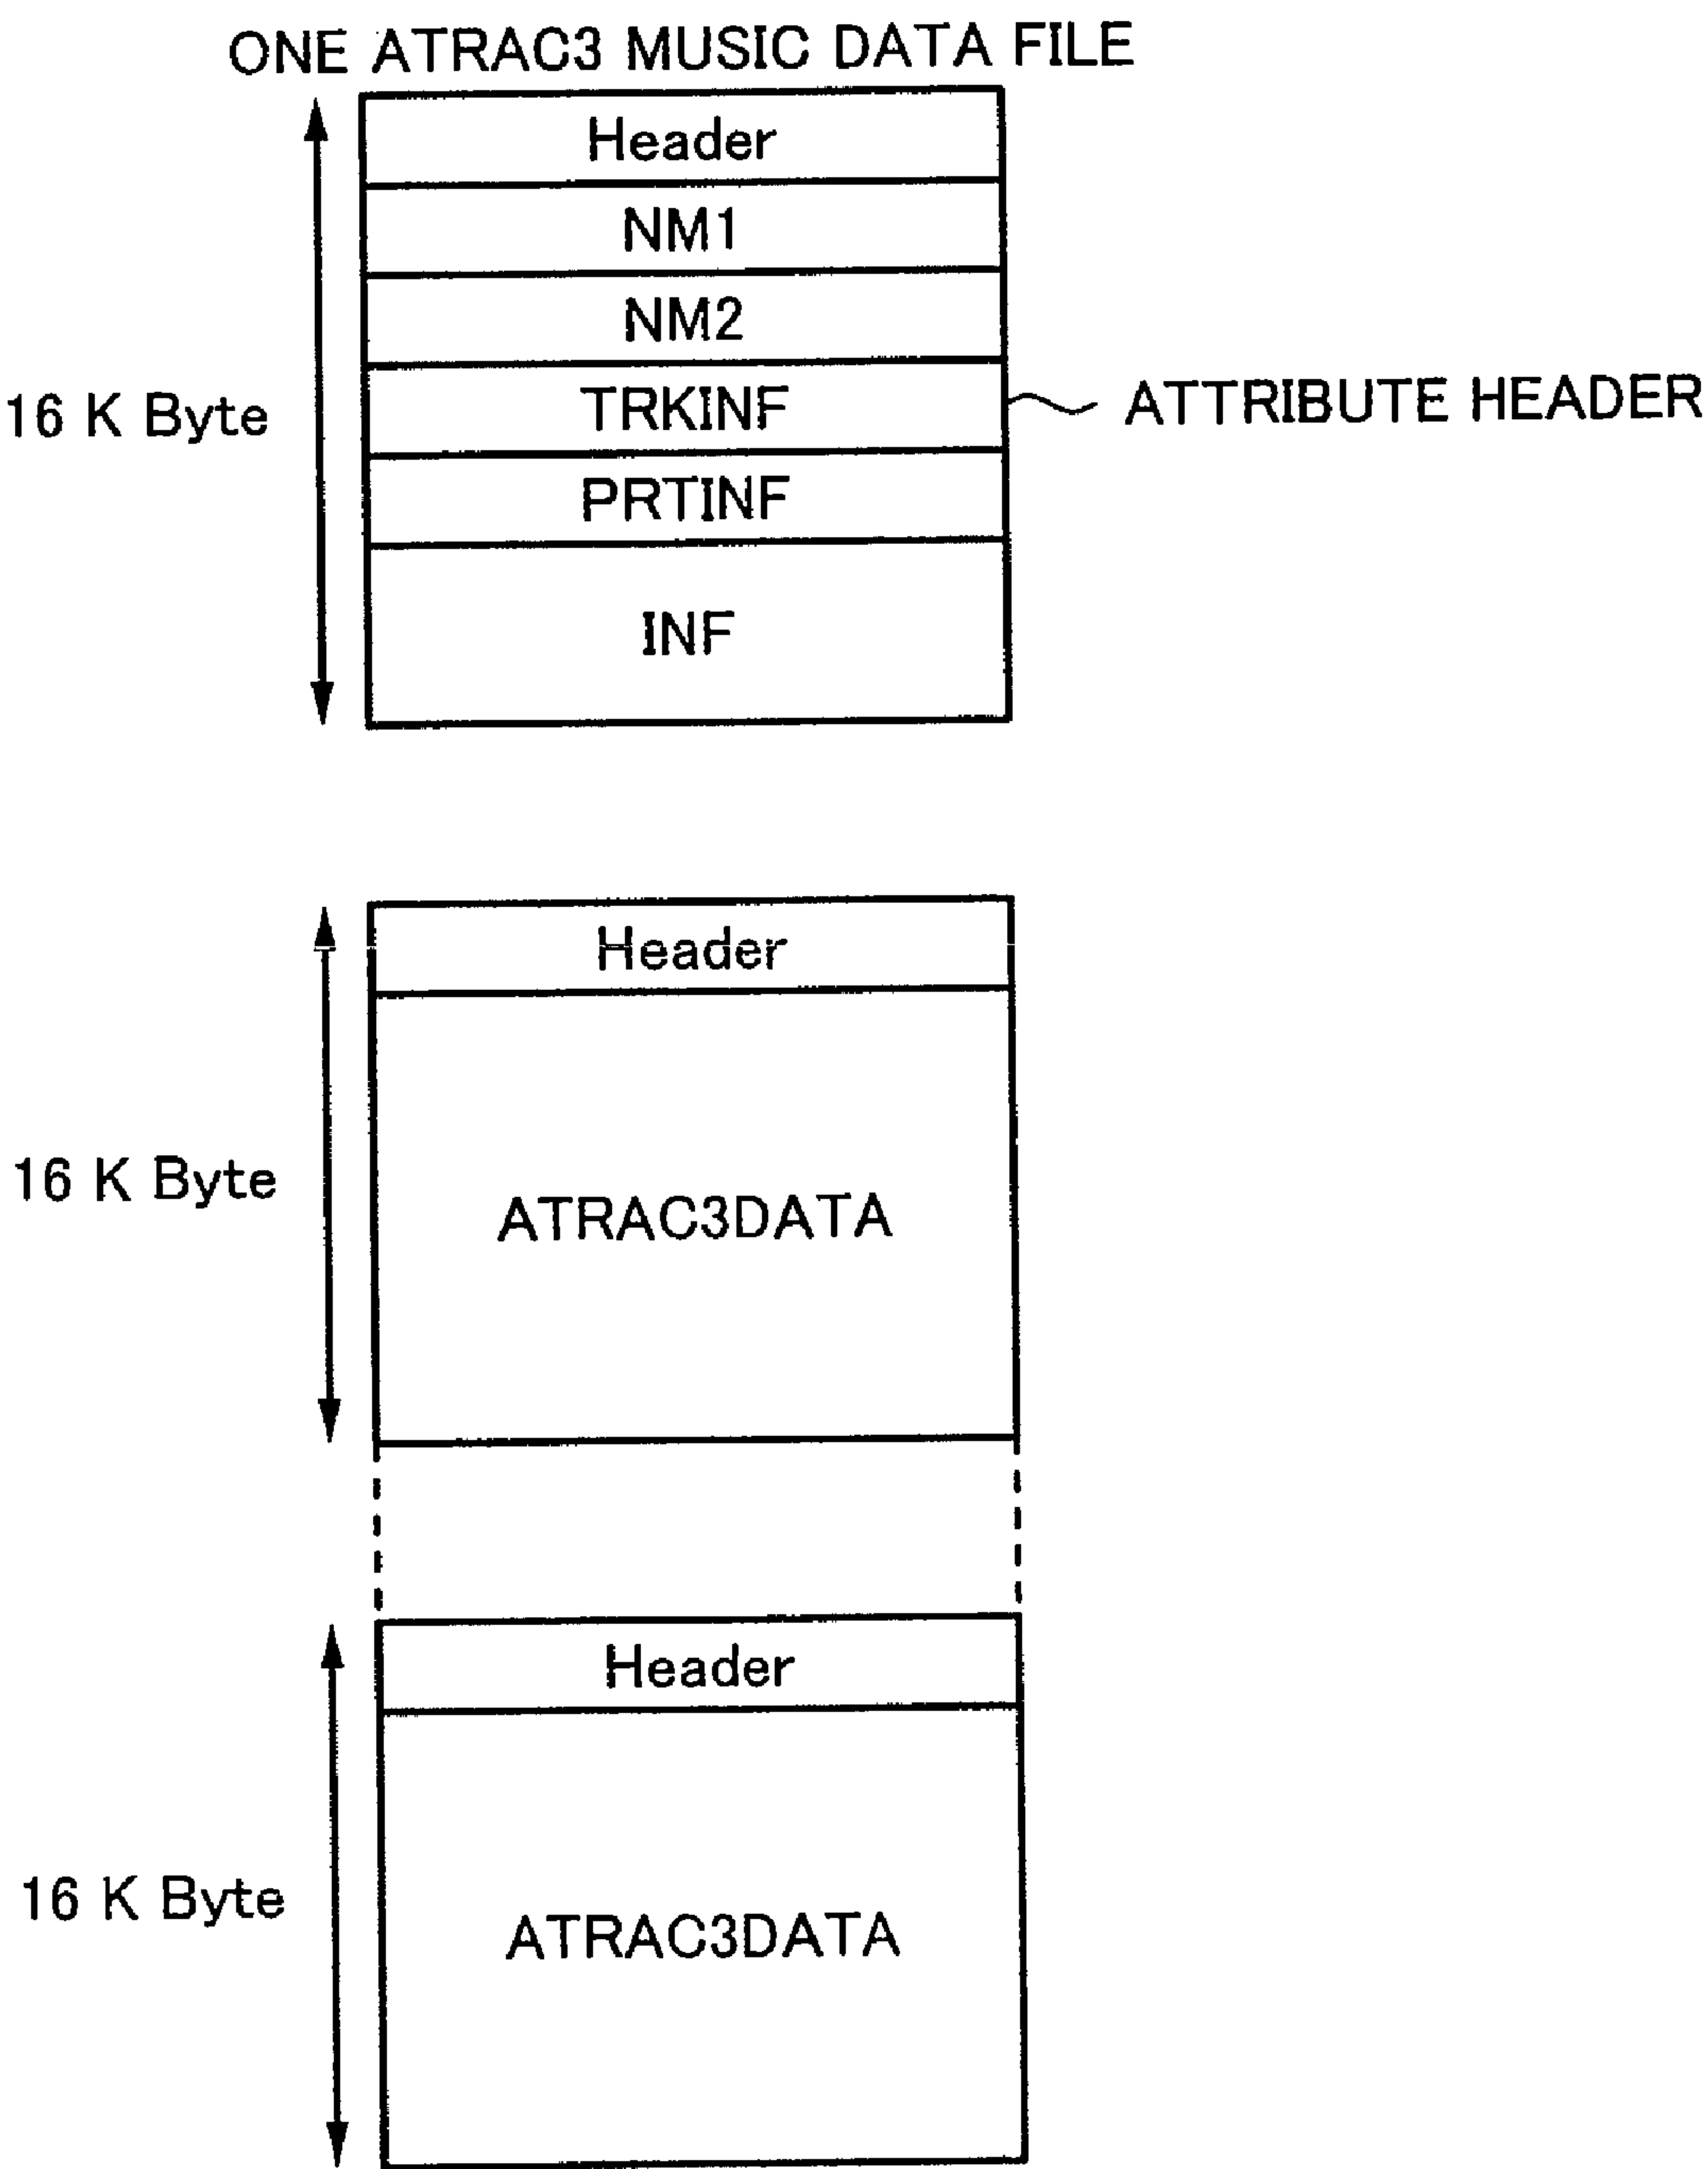 ONE ATRAC3 MUSIC DATA FILE
Header
NM1
NM2
16 K Byte
TRKINF
ATTRIBUTE HEADER
PRTINF
INF
Header
16 K Byte
ATRAC3DATA
Header
16 K Byte
ATRAC3DATA